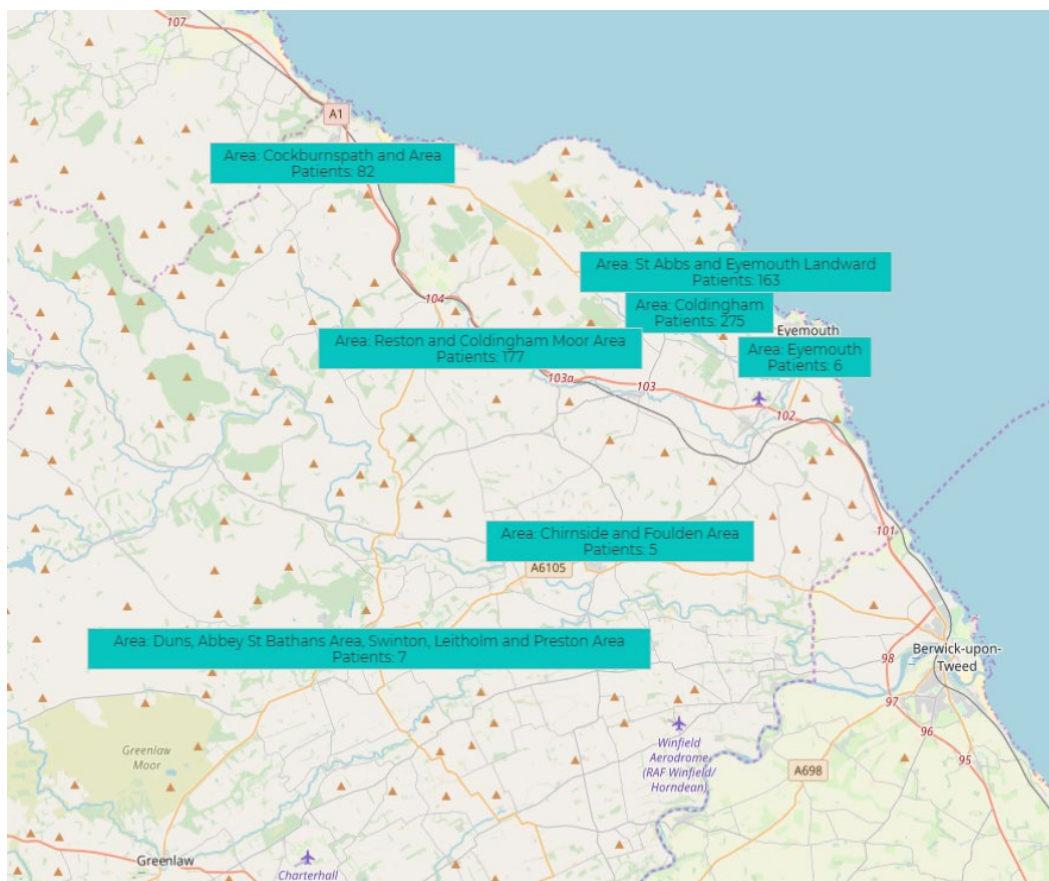 107
A1
Area: Cockburnspath and Area
Patients: 82
Area: St Abbs and Eyemouth Landward
Patients: 163
104
Area: Coldingham
Patients: 275
Eyemouth
Area: Reston and Coldingham Moor Area
Patients: 177
Area: Eyemouth
Patients: 6
103a
103
102
101
Area: Chirnside and Foulden Area
Patients: 5
A6105
Area: Duns, Abbey St Bathans Area, Swinton, Leitholm and Preston Area
Patients: 7
98
Berwick-upon-
Tweed
97
96
95
Greenlaw
Moor
Winfield
Aerodrome
(RAF Winfield/
Horndean)
A698
Greenlaw
Charterhall